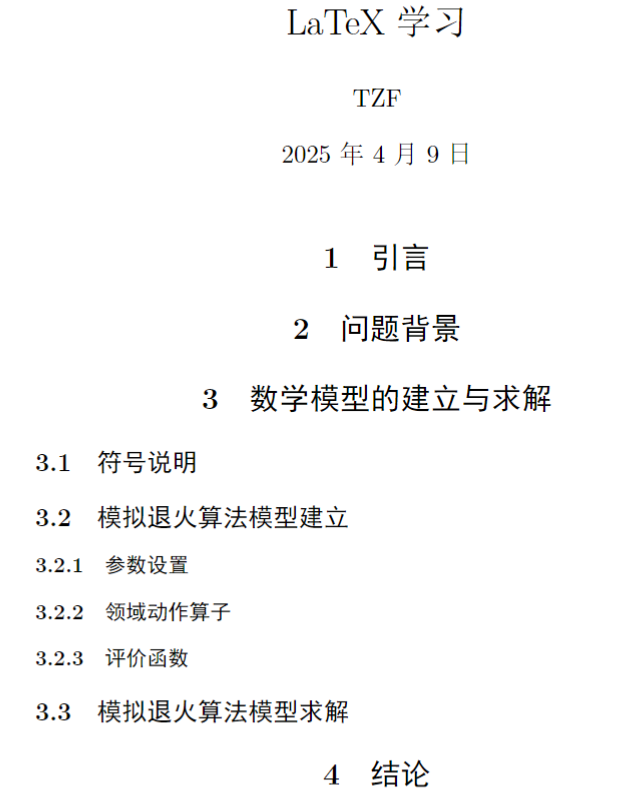 LaTeX 学习
TZF
2025 年 4 月 9 日
1 引言
2 问题背景
3 数学模型的建立与求解
3.1 符号说明
3.2 模拟退火算法模型建立
3.2.1 参数设置
3.2.2 领域动作算子
3.2.3 评价函数
3.3 模拟退火算法模型求解
4 结论